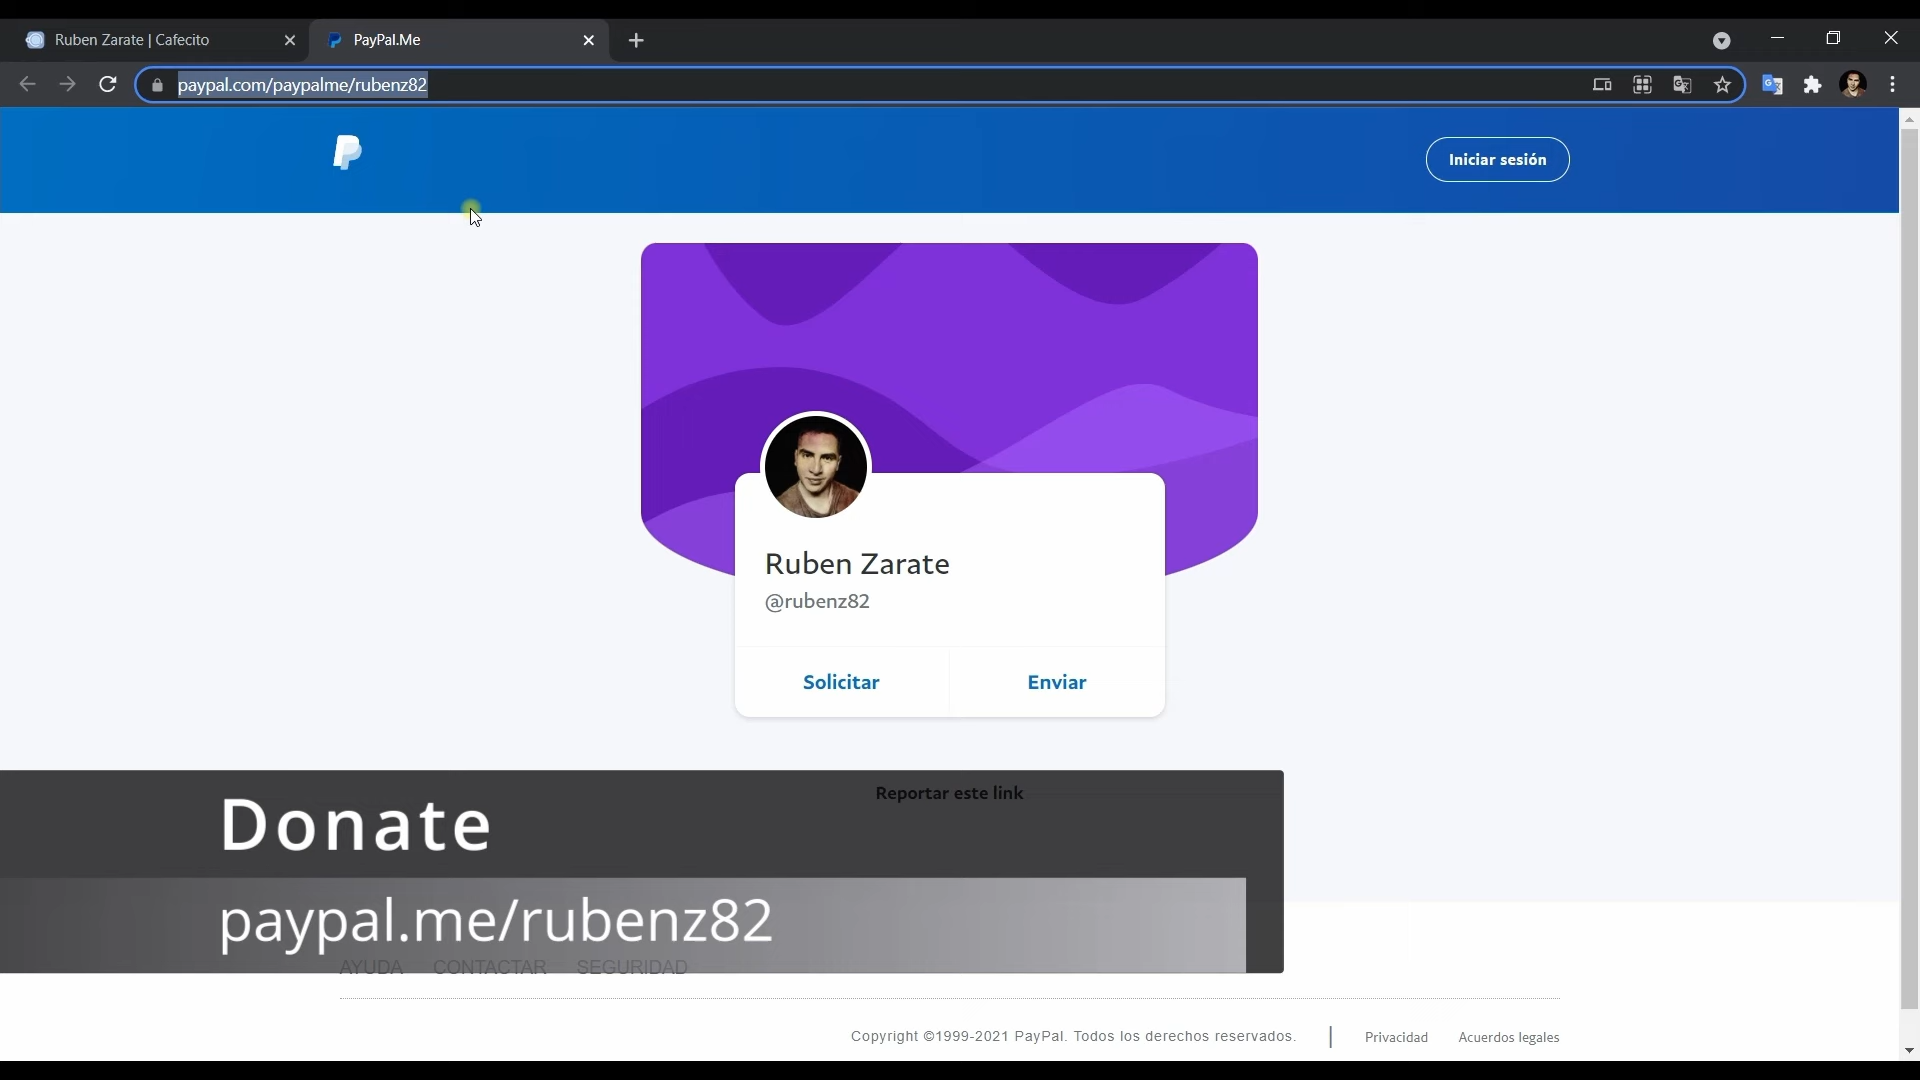 Ruben Zarate | Cafecito
PayPal.Me
paypal.com/paypalme/rubenz82
Iniciar sesión
Ruben Zarate
@rubenz82
Solicitar
Enviar
Reportar este link
Donate
paypal.me/rubenz82
AYUDA CONTACTAR SEGURIDAD
Copyright ©1999-2021 PayPal. Todos los derechos reservados. | Privacidad Acuerdos legales